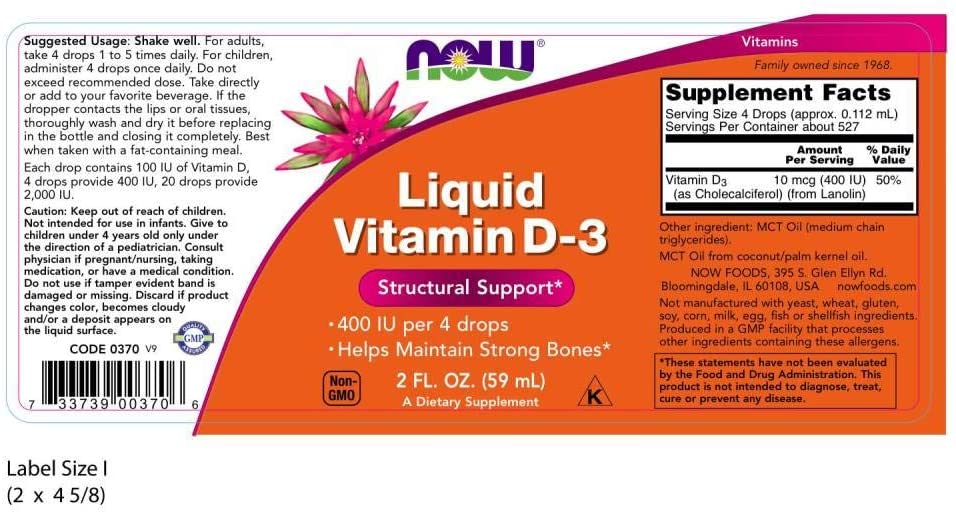 Suggested Usage: Shake well. For adults,
take 4 drops 1 to 5 times daily. For children,
administer 4 drops once daily. Do not
exceed recommended dose. Take directly
or add to your favorite beverage. If the
dropper contacts the lips or oral tissues,
thoroughly wash and dry it before replacing
in the bottle and closing it completely. Best
when taken with a fat-containing meal.
Each drop contains 100 IU of Vitamin D,
4 drops provide 400 IU, 20 drops provide
2,000 IU.
Caution: Keep out of reach of children.
Not intended for use in infants. Give to
children under 4 years old only under
the direction of a pediatrician. Consult
physician if pregnant/nursing, taking
medication, or have a medical condition.
Do not use if tamper evident band is
damaged or missing. Discard if product
changes color, becomes cloudy
and/or a deposit appears on
the liquid surface.
QUALITY
GMP
ASSURED
CODE 0370 V9
7 33739 00370 6
now®
Liquid
Vitamin D-3
Structural Support*
• 400 IU per 4 drops
• Helps Maintain Strong Bones*
Non-
GMO
2 FL. OZ. (59 mL)
A Dietary Supplement
K
Vitamins
Family owned since 1968.
Supplement Facts
Serving Size 4 Drops (approx. 0.112 mL)
Servings Per Container about 527
Amount % Daily
Per Serving Value
Vitamin D3 10 mcg (400 IU) 50%
(as Cholecalciferol) (from Lanolin)
Other ingredient: MCT Oil (medium chain
triglycerides).
MCT Oil from coconut/palm kernel oil.
NOW FOODS, 395 S. Glen Ellyn Rd.
Bloomingdale, IL 60108, USA nowfoods.com
Not manufactured with yeast, wheat, gluten,
soy, corn, milk, egg, fish or shellfish ingredients.
Produced in a GMP facility that processes
other ingredients containing these allergens.
*These statements have not been evaluated
by the Food and Drug Administration. This
product is not intended to diagnose, treat,
cure or prevent any disease.
Label Size I
(2 x 4 5/8)